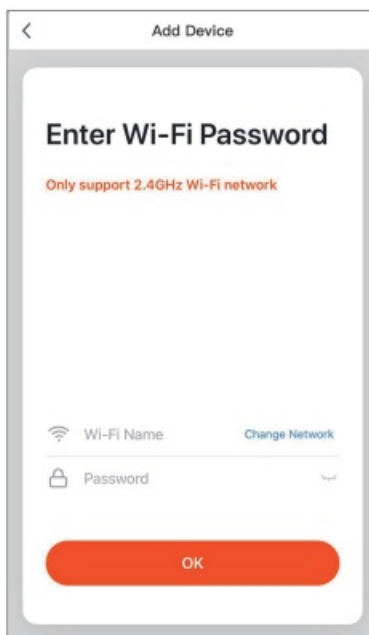 Add Device
Enter Wi-Fi Password
Only support 2.4GHz Wi-Fi network
Wi-Fi Name Change Network
Password
OK